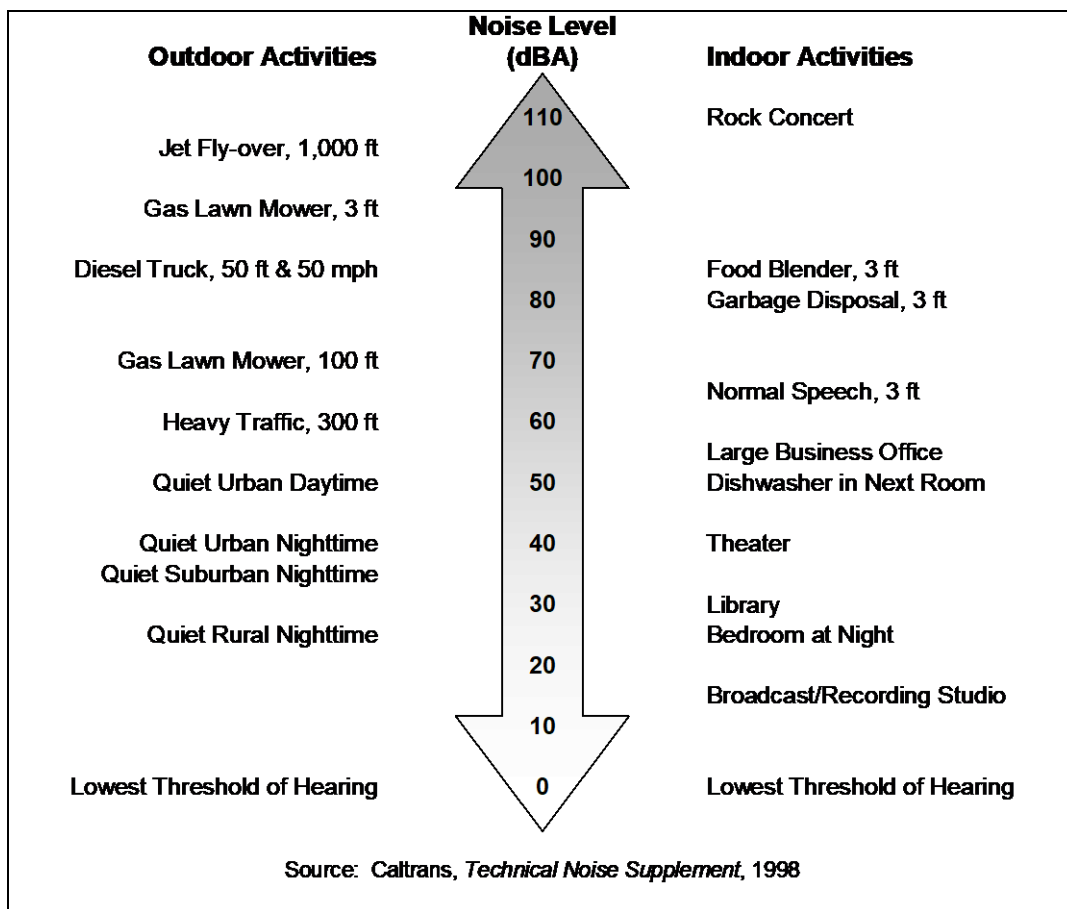 Noise Level
(dBA)
Outdoor Activities
Indoor Activities
110
Rock Concert
Jet Fly-over, 1,000 ft
100
Gas Lawn Mower, 3 ft
90
Diesel Truck, 50 ft & 50 mph
Food Blender, 3 ft
80
Garbage Disposal, 3 ft
Gas Lawn Mower, 100 ft
70
Normal Speech, 3 ft
Heavy Traffic, 300 ft
60
Large Business Office
Quiet Urban Daytime
50
Dishwasher in Next Room
Quiet Urban Nighttime
40
Theater
Quiet Suburban Nighttime
30
Library
Quiet Rural Nighttime
Bedroom at Night
20
Broadcast/Recording Studio
10
Lowest Threshold of Hearing
0
Lowest Threshold of Hearing
Source: Caltrans, Technical Noise Supplement, 1998